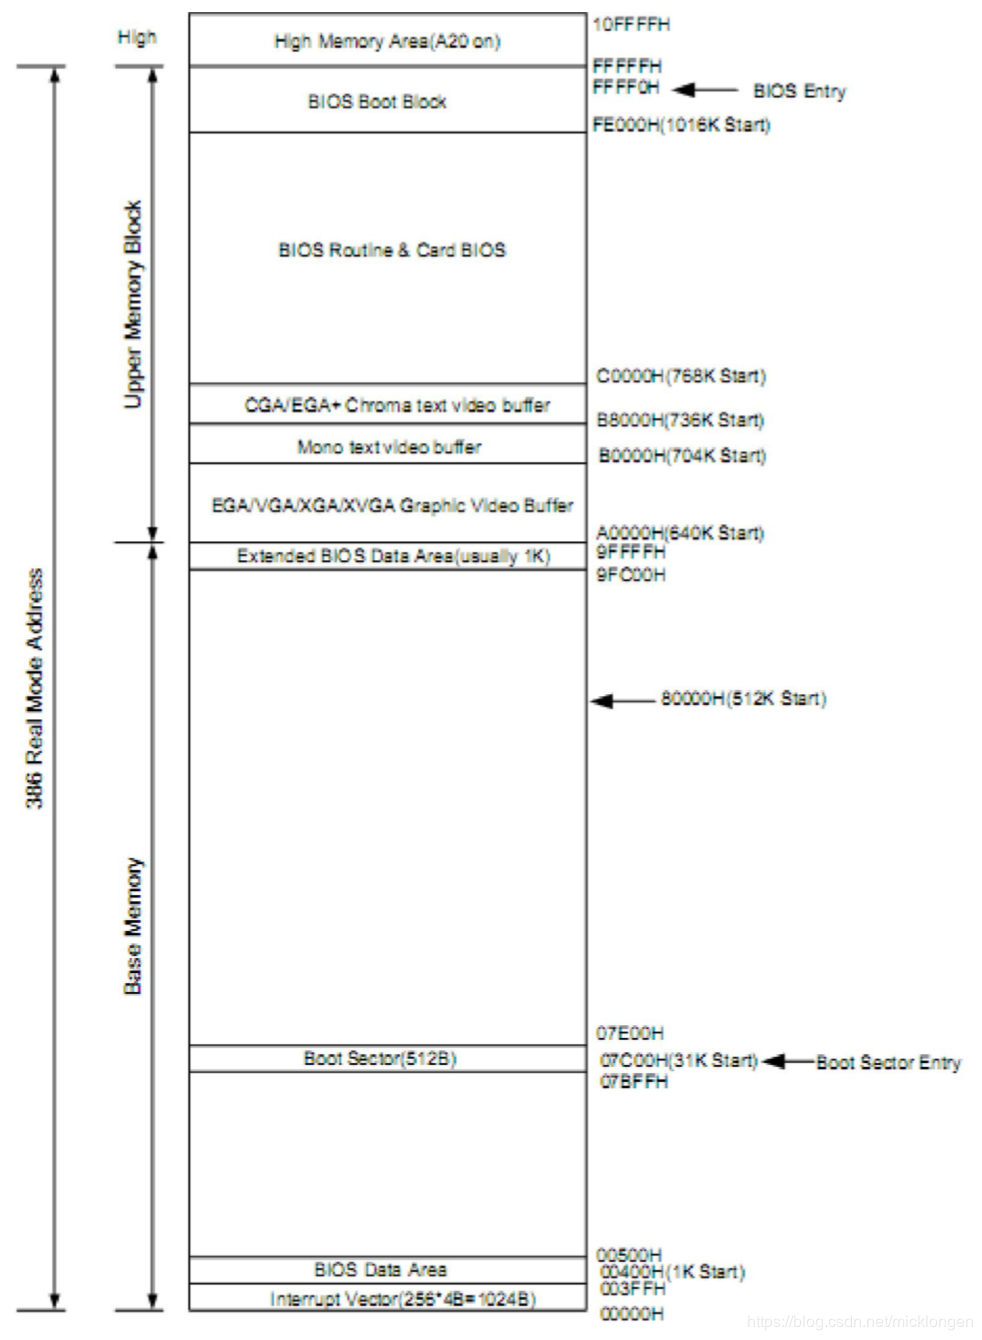 High
High Memory Area(A20 on)
10FFFFH
FFFFFH
FFFF0H
BIOS Entry
BIOS Boot Block
FE000H(1016K Start)
Upper Memory Block
BIOS Routine & Card BIOS
C0000H(768K Start)
CGA/EGA+ Chroma text video buffer
B8000H(736K Start)
Mono text video buffer
B0000H(704K Start)
EGA/VGA/XGA/XVGA Graphic Video Buffer
A0000H(640K Start)
9FFFFH
Extended BIOS Data Area(usually 1K)
9FC00H
386 Real Mode Address
80000H(512K Start)
Base Memory
07E00H
Boot Sector(512B)
07C00H(31K Start)
Boot Sector Entry
07BFFH
00500H
BIOS Data Area
00400H(1K Start)
003FFH
Interrupt Vector(256*4B=1024B)
00000H
https://blog.csdn.net/micklongen